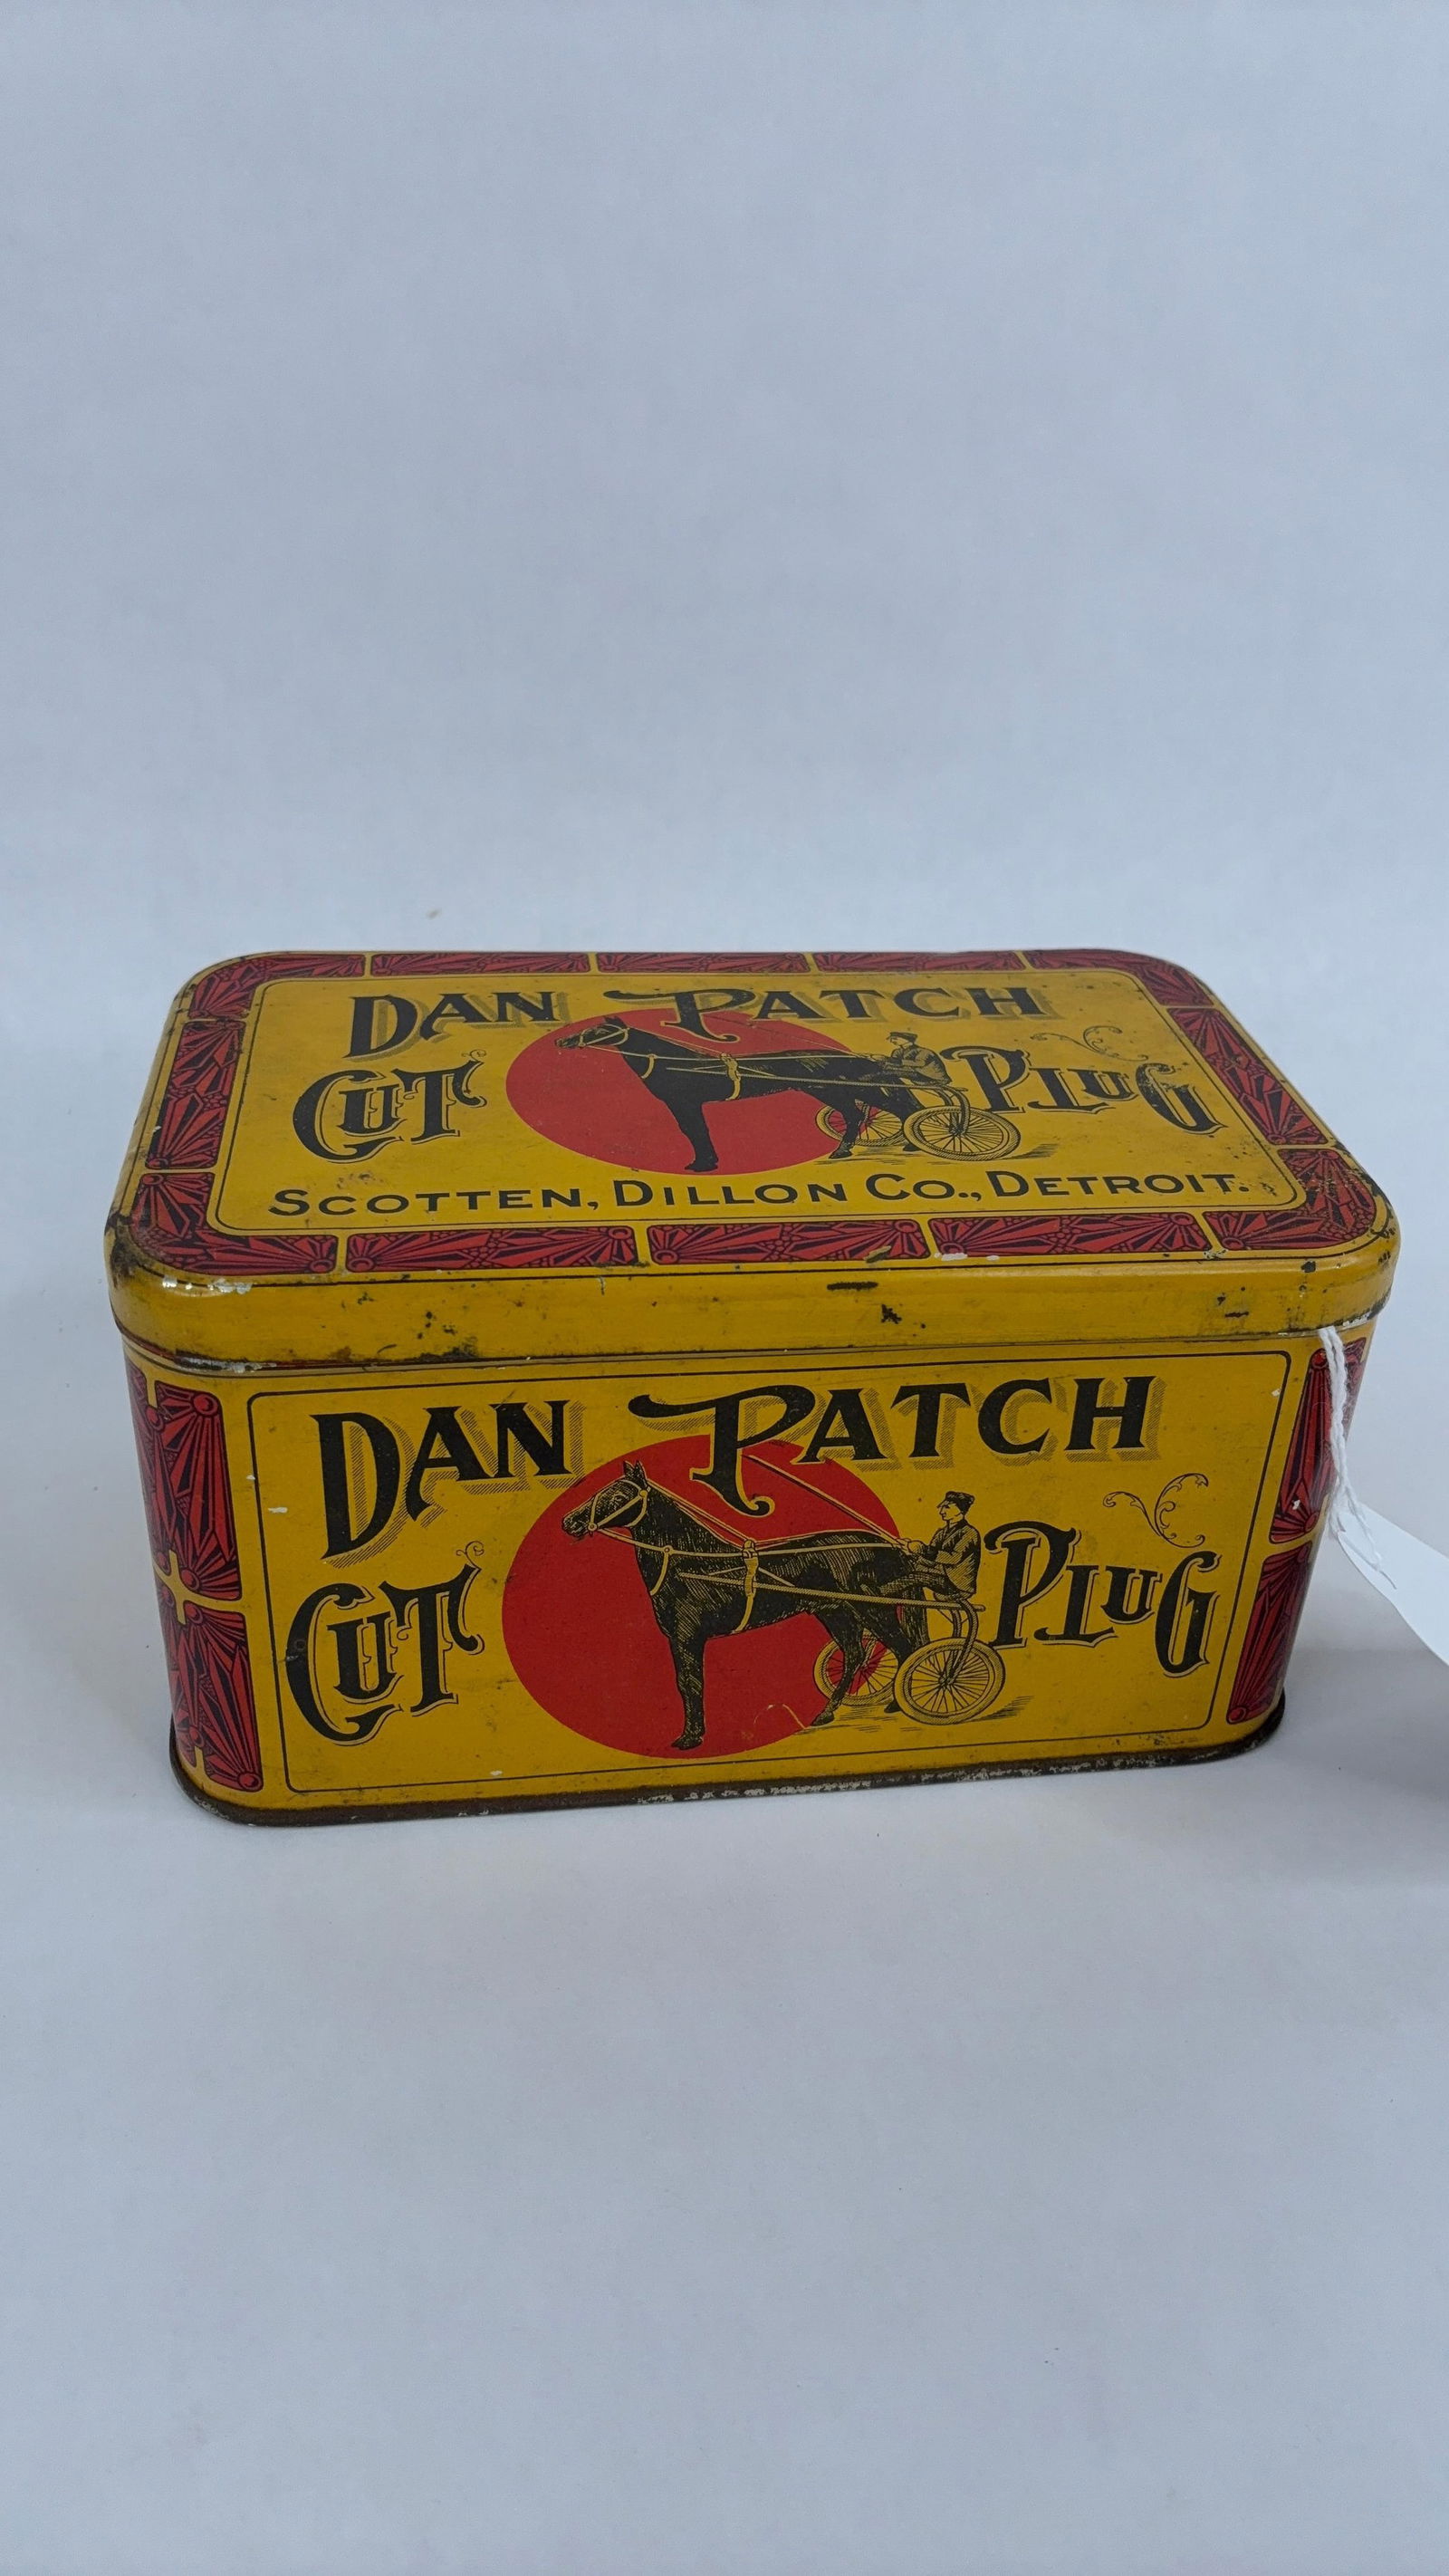 DAN PATCH
CUT PLUG
SCOTTEN, DILLON CO., DETROIT.
DAN PATCH
CUT PLUG